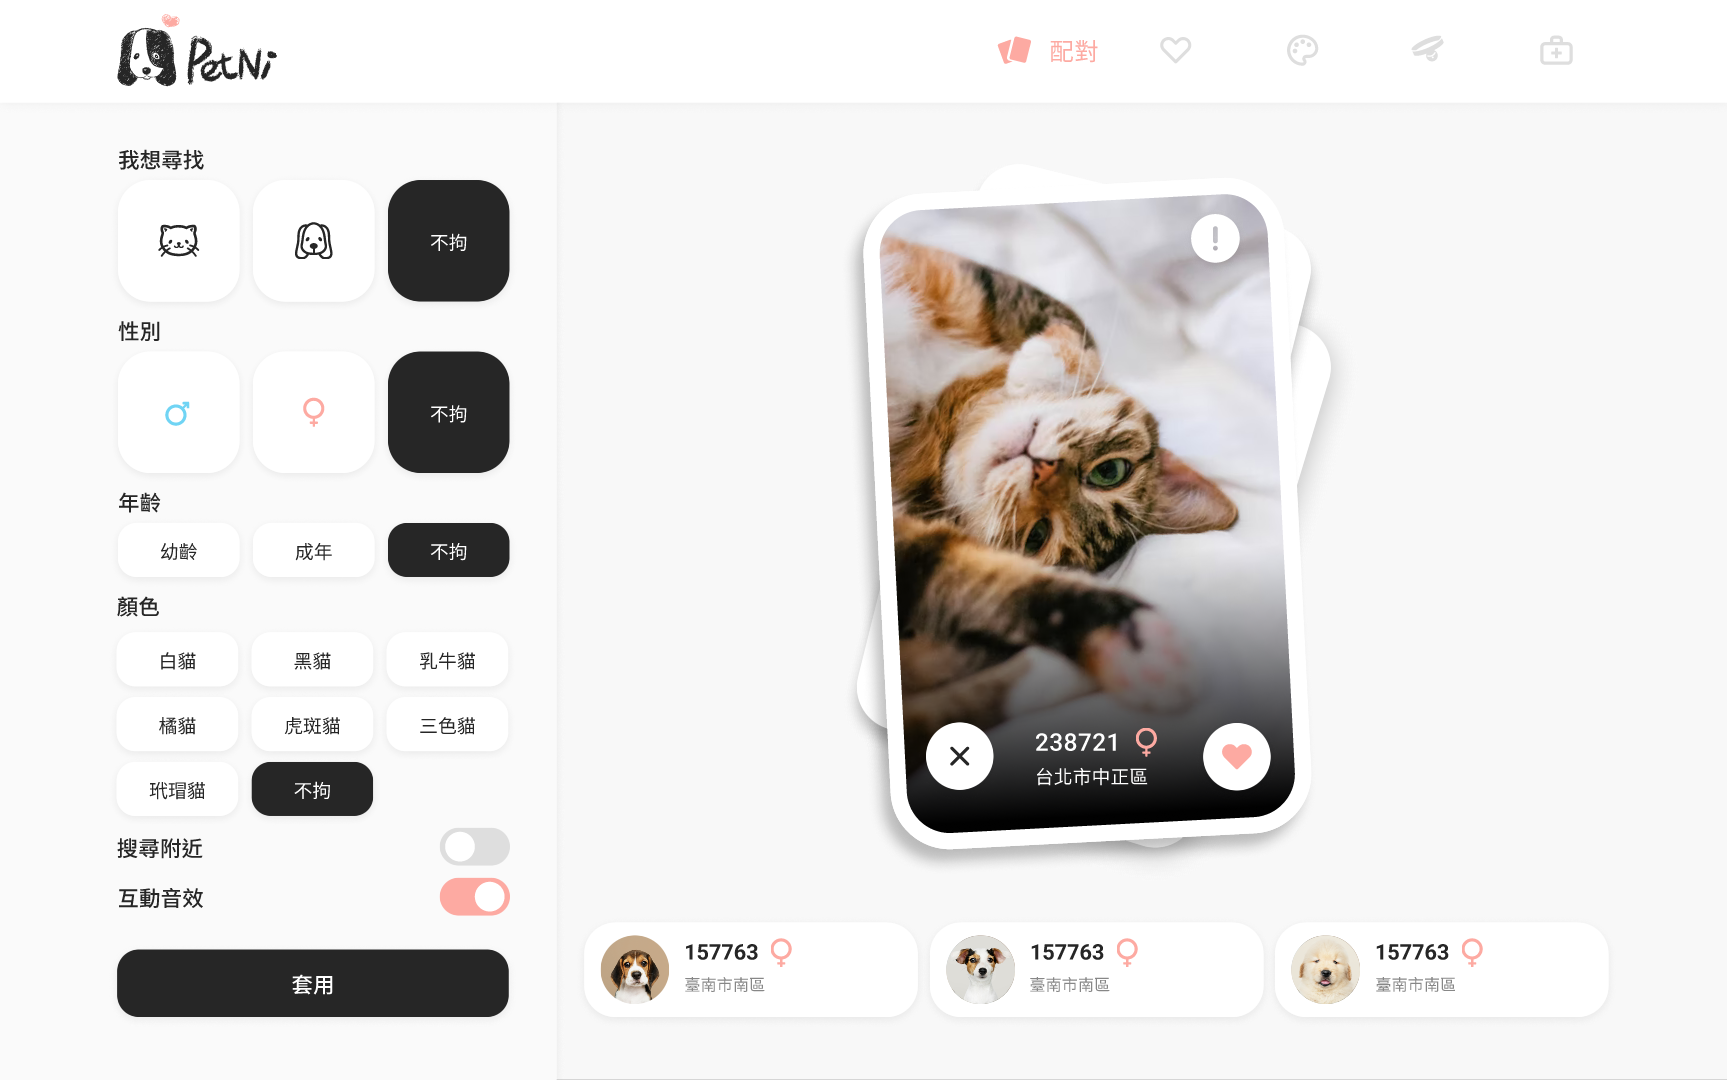 PetNi
配對
我想尋找
不拘
性別
不拘
年齡
幼齡
成年
不拘
顏色
白貓
黑貓
乳牛貓
橘貓
虎斑貓
三色貓
玳瑁貓
不拘
搜尋附近
互動音效
套用
238721
台北市中正區
157763
臺南市南區
157763
臺南市南區
157763
臺南市南區